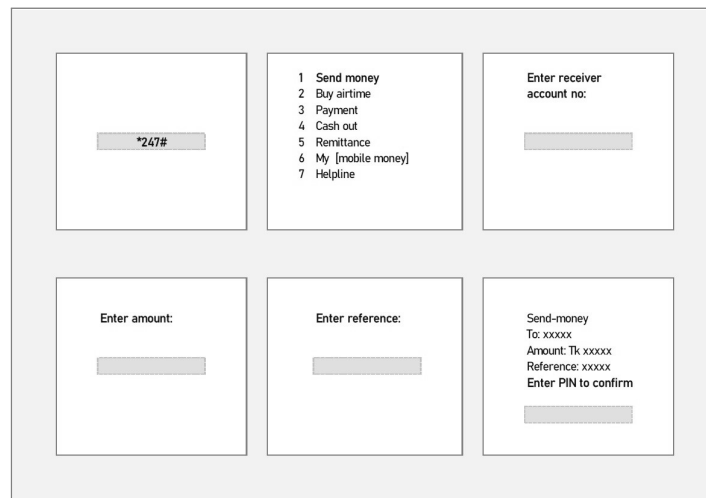 *247#
1 Send money
2 Buy airtime
3 Payment
4 Cash out
5 Remittance
6 My [mobile money]
7 Helpline
Enter receiver
account no:
Enter amount:
Enter reference:
Send-money
To: xxxxx
Amount: Tk xxxxx
Reference: xxxxx
Enter PIN to confirm